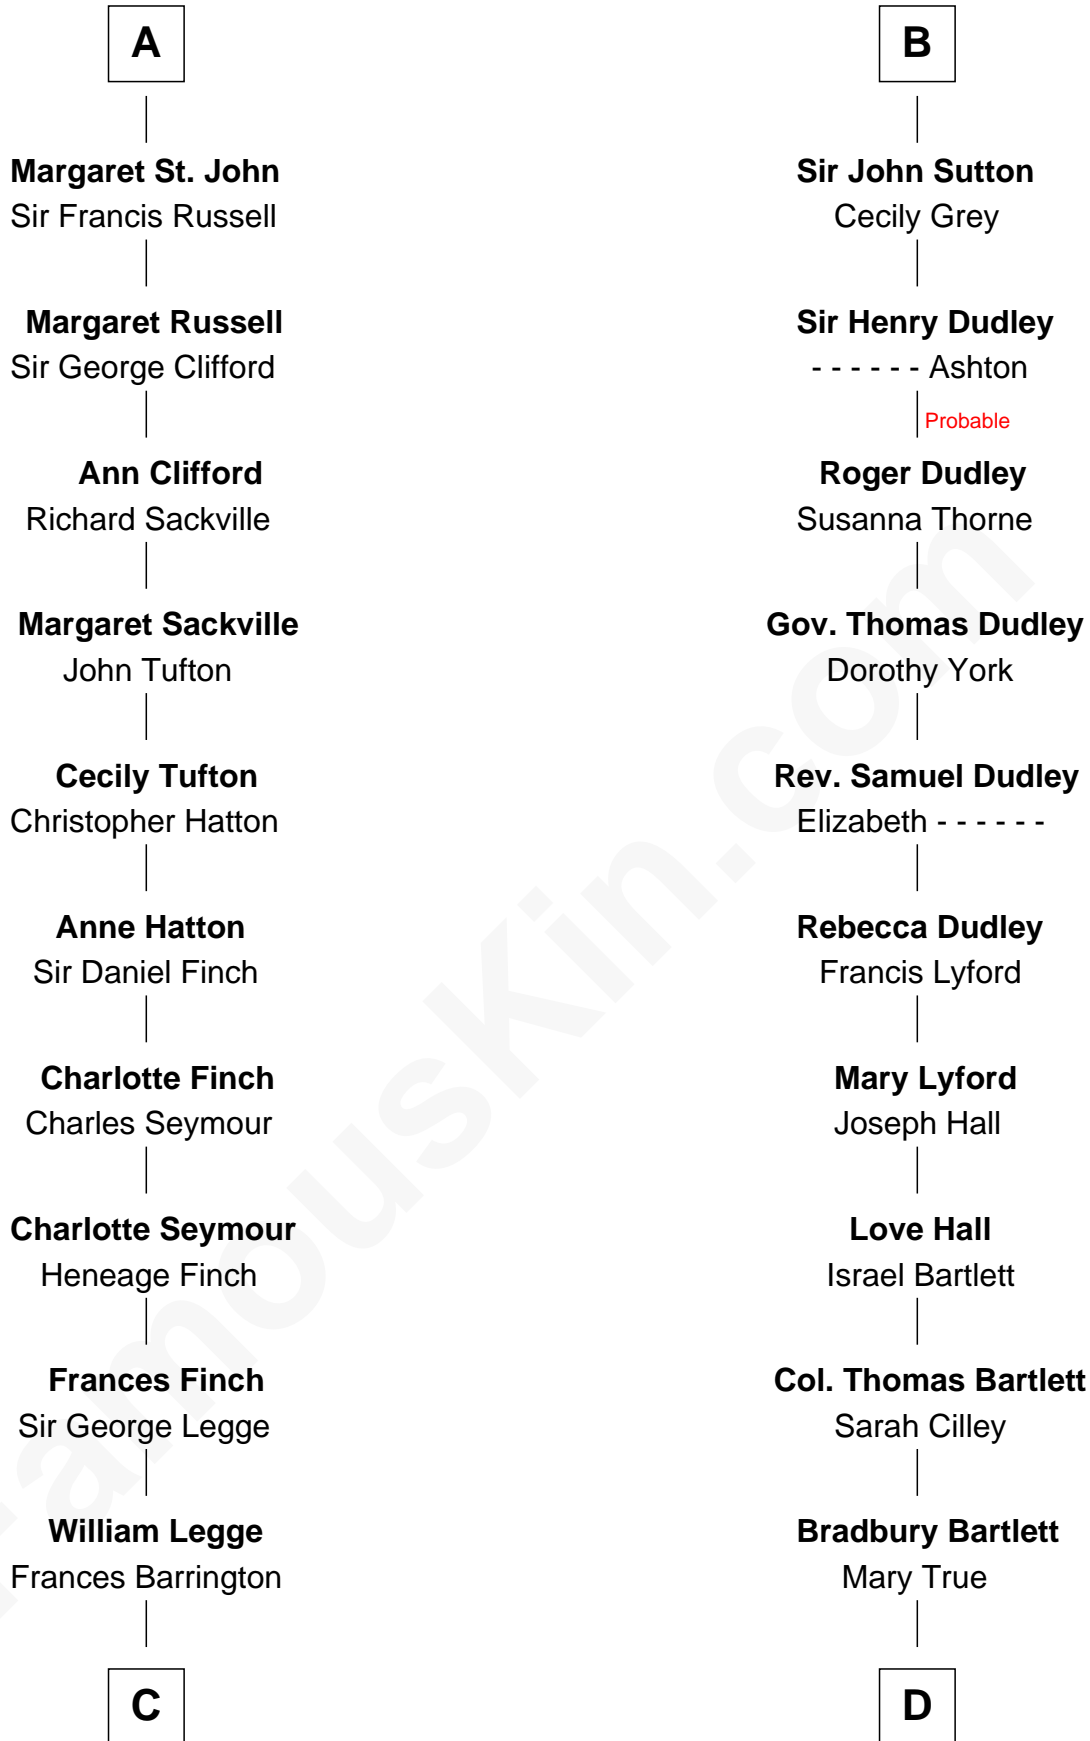 A
Margaret St. John
Sir Francis Russell
Margaret Russell
Sir George Clifford
Ann Clifford
Richard Sackville
Margaret Sackville
John Tufton
Cecily Tufton
Christopher Hatton
Anne Hatton
Sir Daniel Finch
Charlotte Finch
Charles Seymour
Charlotte Seymour
Heneage Finch
Frances Finch
Sir George Legge
William Legge
Frances Barrington
C
B
Sir John Sutton
Cecily Grey
Sir Henry Dudley
- - - - - - Ashton
Probable
Roger Dudley
Susanna Thorne
Gov. Thomas Dudley
Dorothy York
Rev. Samuel Dudley
Elizabeth - - - - - -
Rebecca Dudley
Francis Lyford
Mary Lyford
Joseph Hall
Love Hall
Israel Bartlett
Col. Thomas Bartlett
Sarah Cilley
Bradbury Bartlett
Mary True
D
FamousKin.com